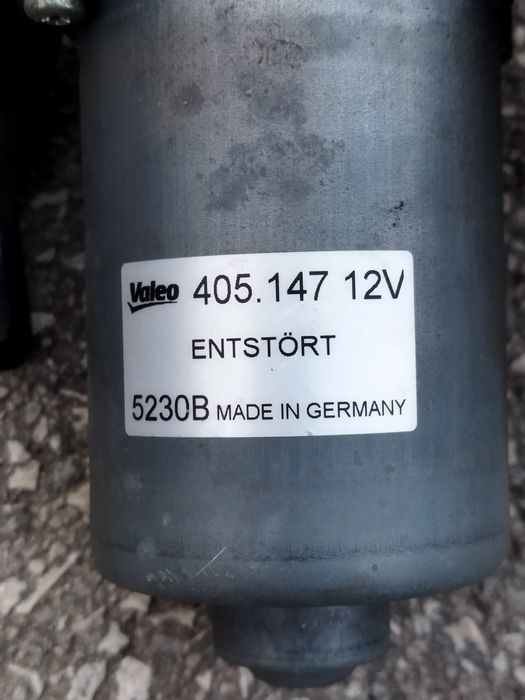 Valeo 405.147 12V
ENTSTÖRT
5230B MADE IN GERMANY